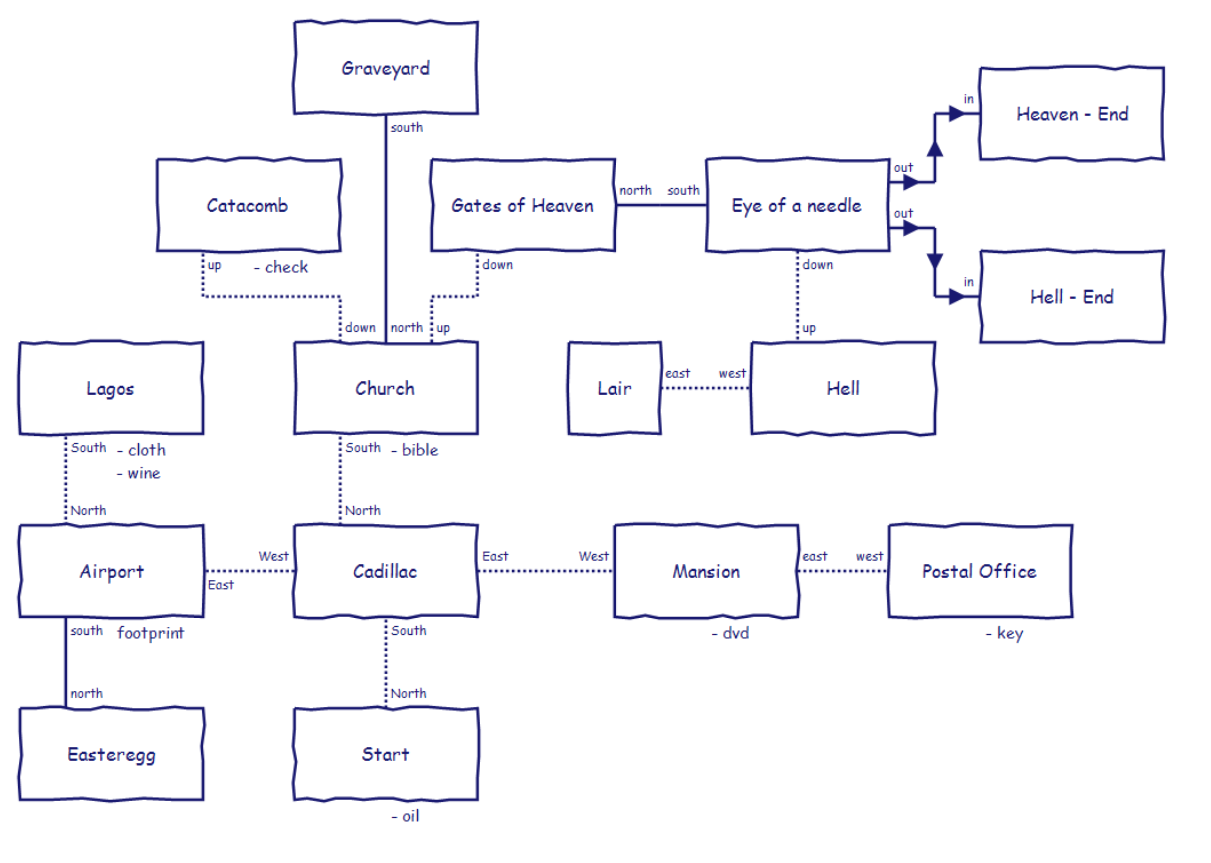 Graveyard
south
Heaven - End
in
out
Catacomb
Gates of Heaven
north south
Eye of a needle
out
up - check
down
down
in
Hell - End
down north up
up
Lagos
Church
Lair
east west
Hell
South - cloth
- wine
South - bible
North
North
Airport
West
East
Cadillac
East West
Mansion
east west
Postal Office
south footprint
South
- dvd
- key
north
North
Easteregg
Start
- oil